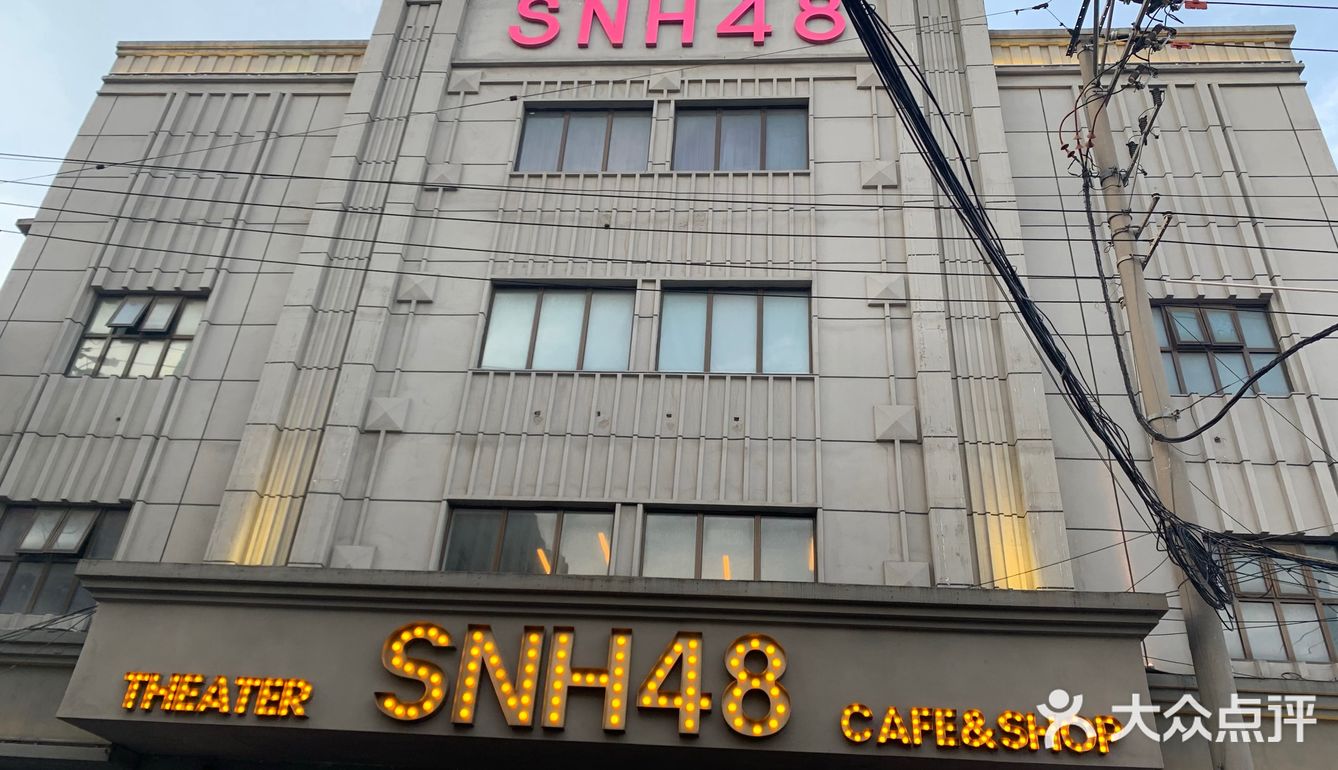 SNH48
THEATER
SNH48
CAFE&SHOP
大众点评